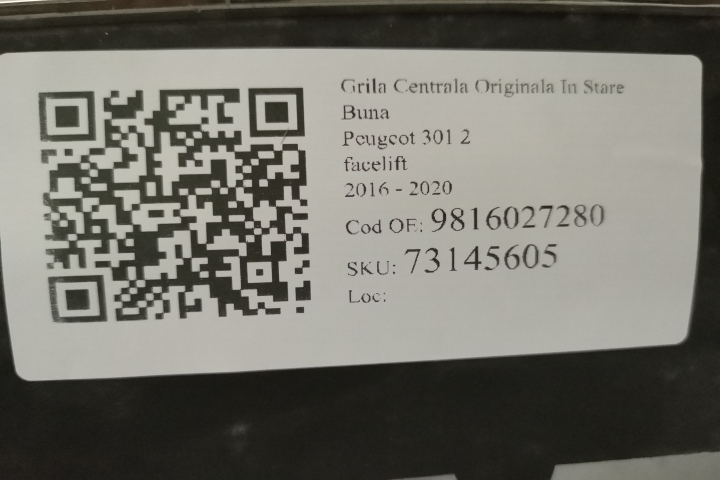 Grila Centrala Originala In Stare
Buna
Peugeot 301 2
facelift
2016 - 2020
Cod OE: 9816027280
SKU: 73145605
Loc: